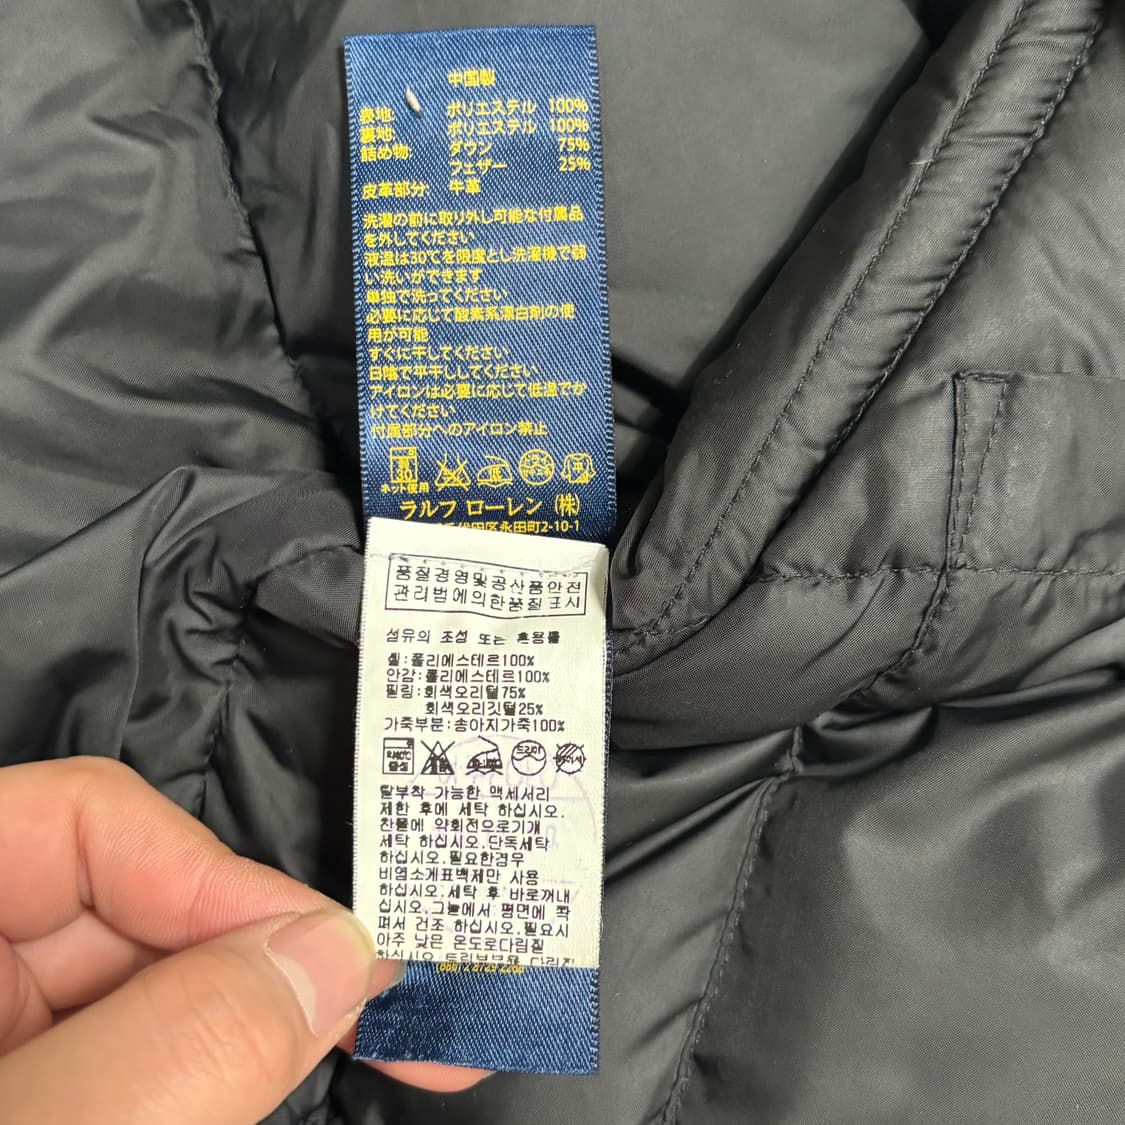 中国製
表地: ポリエステル 100%
裏地: ポリエステル 100%
詰め物: ダウン 75%
フェザー 25%
皮革部分: 牛革
洗濯の前に取り外し可能な付属品
を外してください
液温は30℃を限度とし洗濯機で弱
い洗いができます
単独で洗ってください
必要に応じて酸素系漂白剤の使
用が可能
すぐに干してください
日陰で平干ししてください
アイロンは必要に応じて低温でか
けてください
付属部分へのアイロン禁止
弱 30 低 平
ネット使用
ラルフ ローレン (株)
代田区永田町2-10-1
품질경영및공산품안전
관리법에의한품질표시
섬유의 조성 또는 혼용률
쉘:폴리에스테르100%
안감:폴리에스테르100%
필링:회색오리털75%
회색오리깃털25%
가죽부분:송아지가죽100%
드라이
탈부착 가능한 액세서리
제한 후에 세탁 하십시오.
찬물에 약회전으로기개
세탁 하십시오.단독세탁
하십시오.필요한경우
비염소계표백제만 사용
하십시오.세탁 후 바로꺼내
십시오.그늘에서 평면에 쫙
펴서 건조 하십시오.필요시
아주 낮은 온도로다림질
하십시오